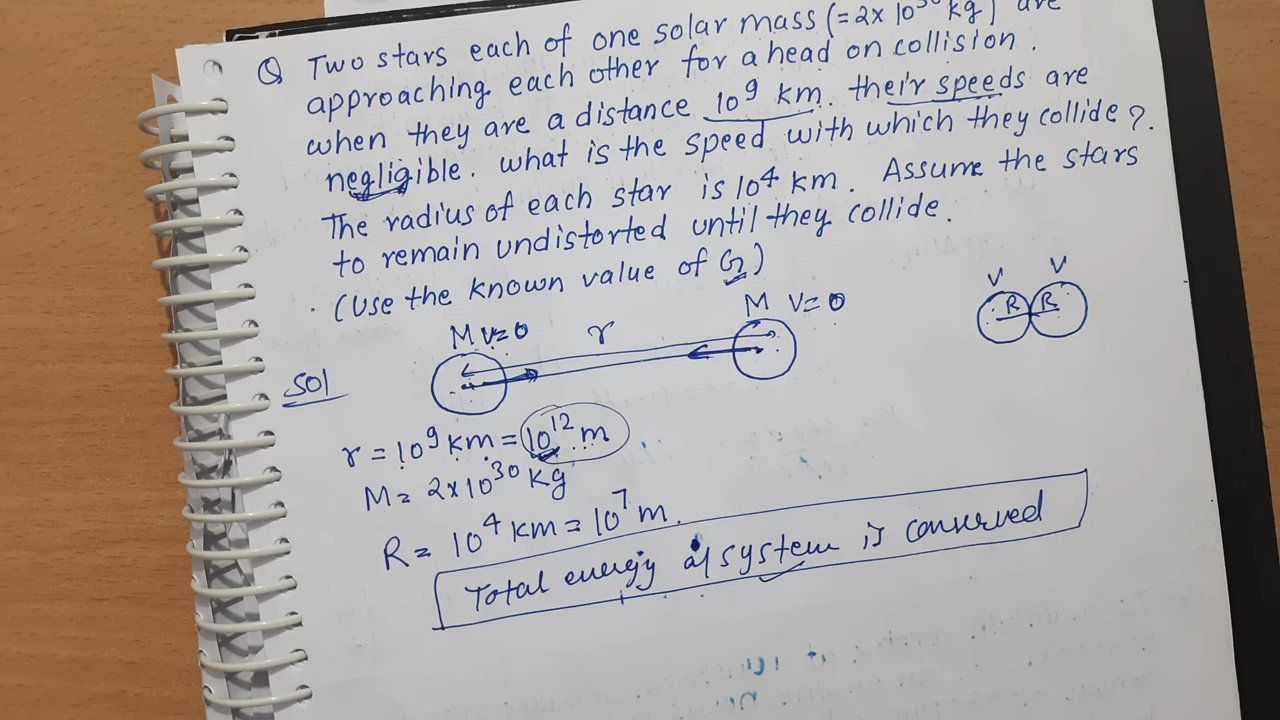 Q Two stars each of one solar mass (= 2x 10³⁰ kg) are
approaching each other for a head on collision.
when they are a distance 10⁹ km. their speeds are
negligible. what is the speed with which they collide?
The radius of each star is 10⁴ km. Assume the stars
to remain undistorted until they collide.
(Use the known value of G)
V V
M V=0 r M V=0 R R
Sol
r = 10⁹ km = 10¹² m
M = 2x10³⁰ kg
R = 10⁴ km = 10⁷ m.
Total energy of system is conserved